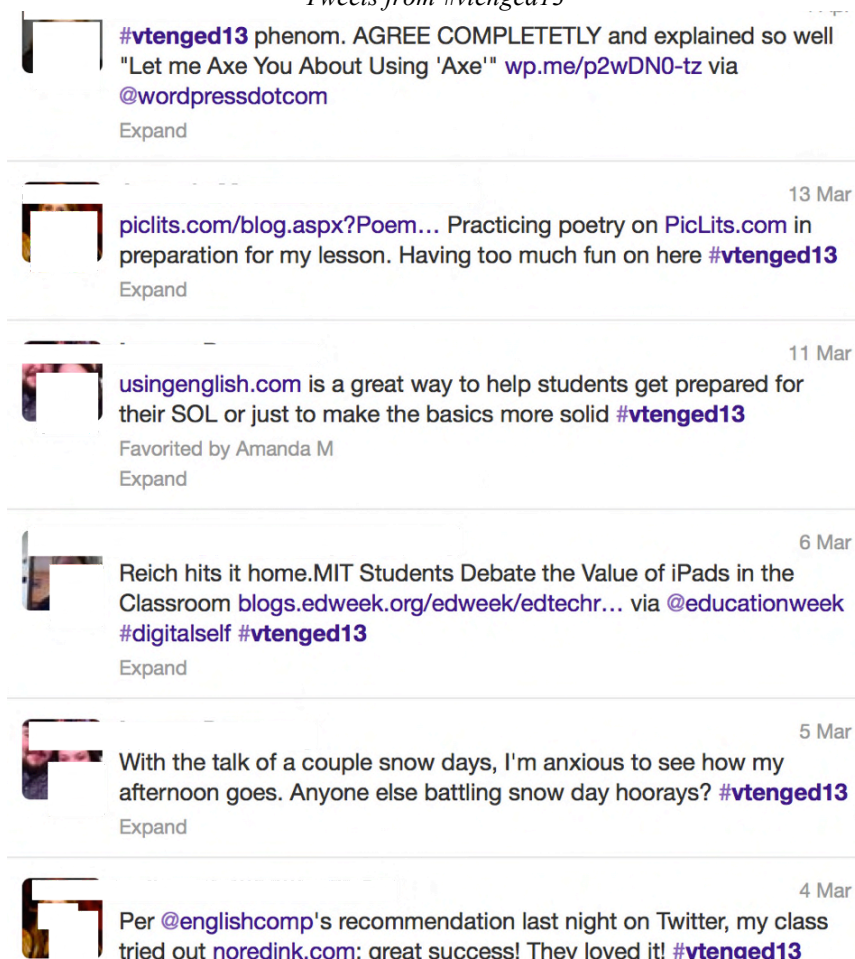 Tweets from #vtenged13
#vtenged13 phenom. AGREE COMPLETETLY and explained so well
"Let me Axe You About Using 'Axe'" wp.me/p2wDN0-tz via
@wordpressdotcom
Expand
13 Mar
piclits.com/blog.aspx?Poem… Practicing poetry on PicLits.com in
preparation for my lesson. Having too much fun on here #vtenged13
Expand
11 Mar
usingenglish.com is a great way to help students get prepared for
their SOL or just to make the basics more solid #vtenged13
Favorited by Amanda M
Expand
6 Mar
Reich hits it home.MIT Students Debate the Value of iPads in the
Classroom blogs.edweek.org/edweek/edtechr… via @educationweek
#digitalself #vtenged13
Expand
5 Mar
With the talk of a couple snow days, I'm anxious to see how my
afternoon goes. Anyone else battling snow day hoorays? #vtenged13
Expand
4 Mar
Per @englishcomp's recommendation last night on Twitter, my class
tried out noredink.com: great success! They loved it! #vtenged13